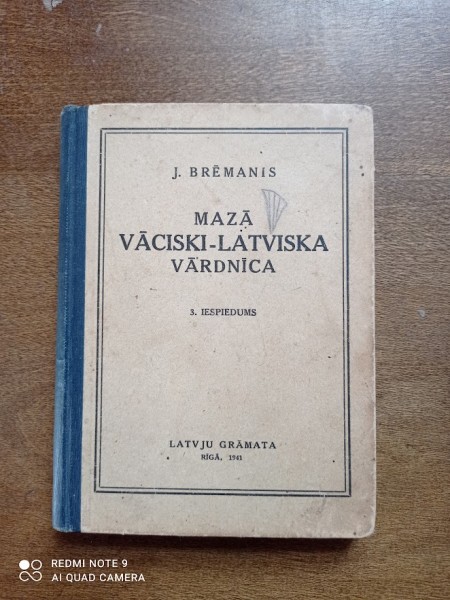 J. BRĒMANIS
MAZĀ
VĀCISKI-LATVISKA
VĀRDNĪCA
3. IESPIEDUMS
LATVJU GRĀMATA
RĪGĀ, 1941
REDMI NOTE 9
AI QUAD CAMERA